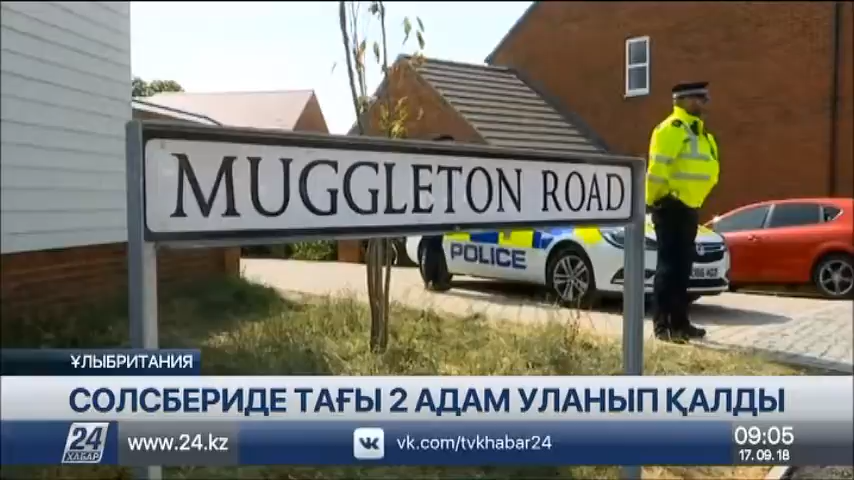 MUGGLETON ROAD
POLICE
ҰЛЫБРИТАНИЯ
СОЛСБЕРИДЕ ТАҒЫ 2 АДАМ УЛАНЫП ҚАЛДЫ
24 ХАБАР www.24.kz vk.com/tvkhabar24 09:05
17.09.18